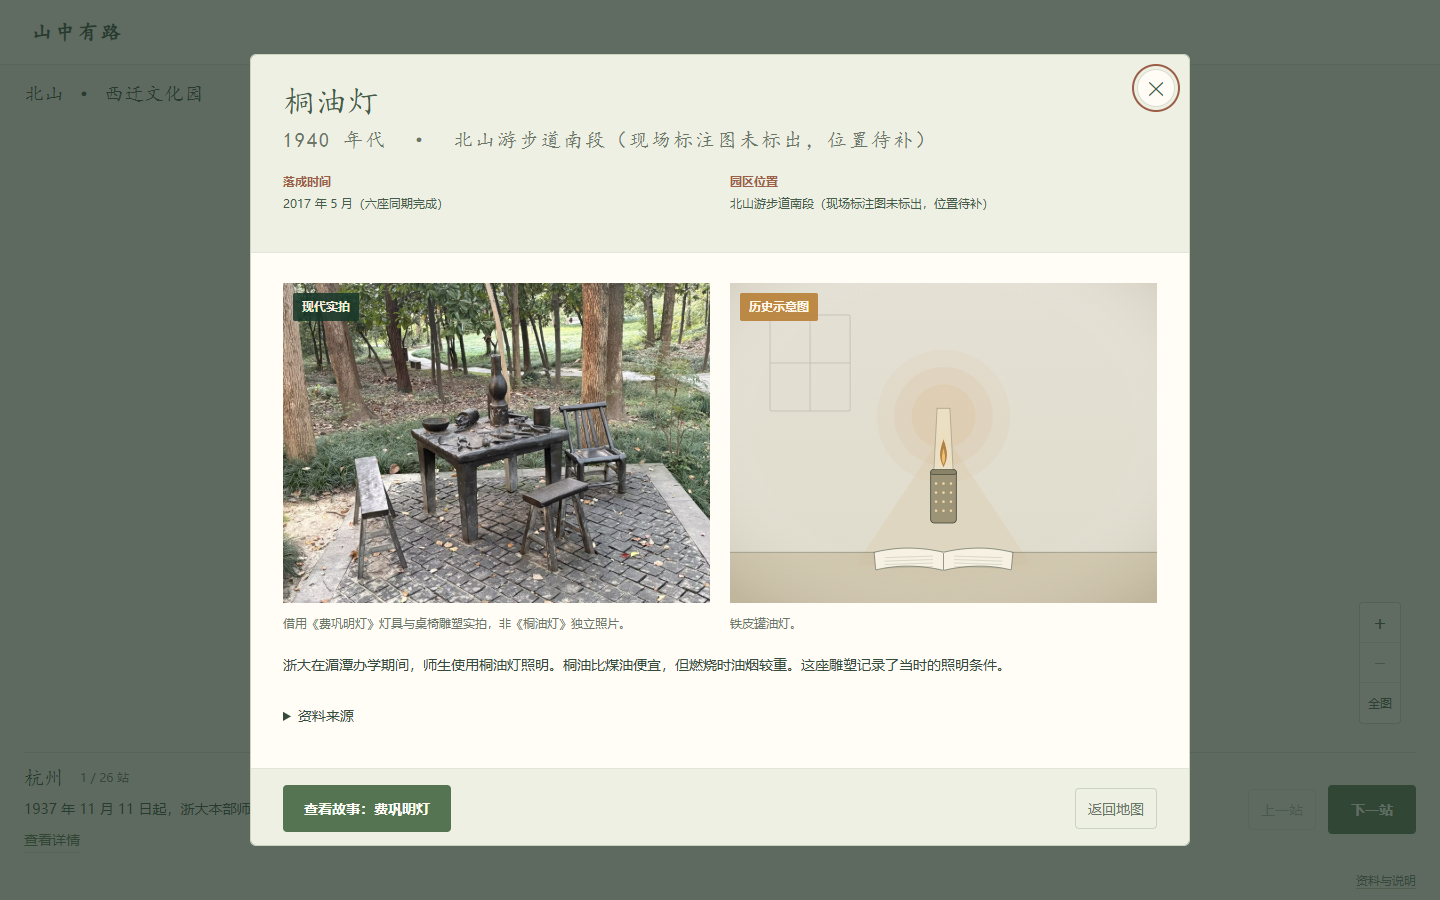 山中有路
北山 • 西迁文化园
桐油灯
1940 年代 • 北山游步道南段（现场标注图未标出，位置待补）
落成时间
2017 年 5 月（六座同期完成）
园区位置
北山游步道南段（现场标注图未标出，位置待补）
现代实拍
历史示意图
借用《费巩明灯》灯具与桌椅雕塑实拍，非《桐油灯》独立照片。
铁皮罐油灯。
浙大在湄潭办学期间，师生使用桐油灯照明。桐油比煤油便宜，但燃烧时油烟较重。这座雕塑记录了当时的照明条件。
资料来源
查看故事：费巩明灯
返回地图
+
−
全图
杭州 1 / 26 站
1937 年 11 月 11 日起，浙大本部师
查看详情
上一站
下一站
资料与说明